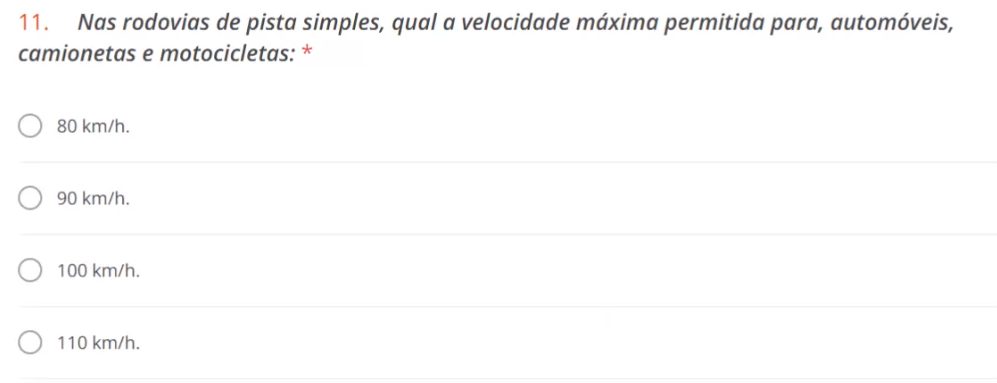 11. Nas rodovias de pista simples, qual a velocidade máxima permitida para, automóveis,
camionetas e motocicletas: *
80 km/h.
90 km/h.
100 km/h.
110 km/h.